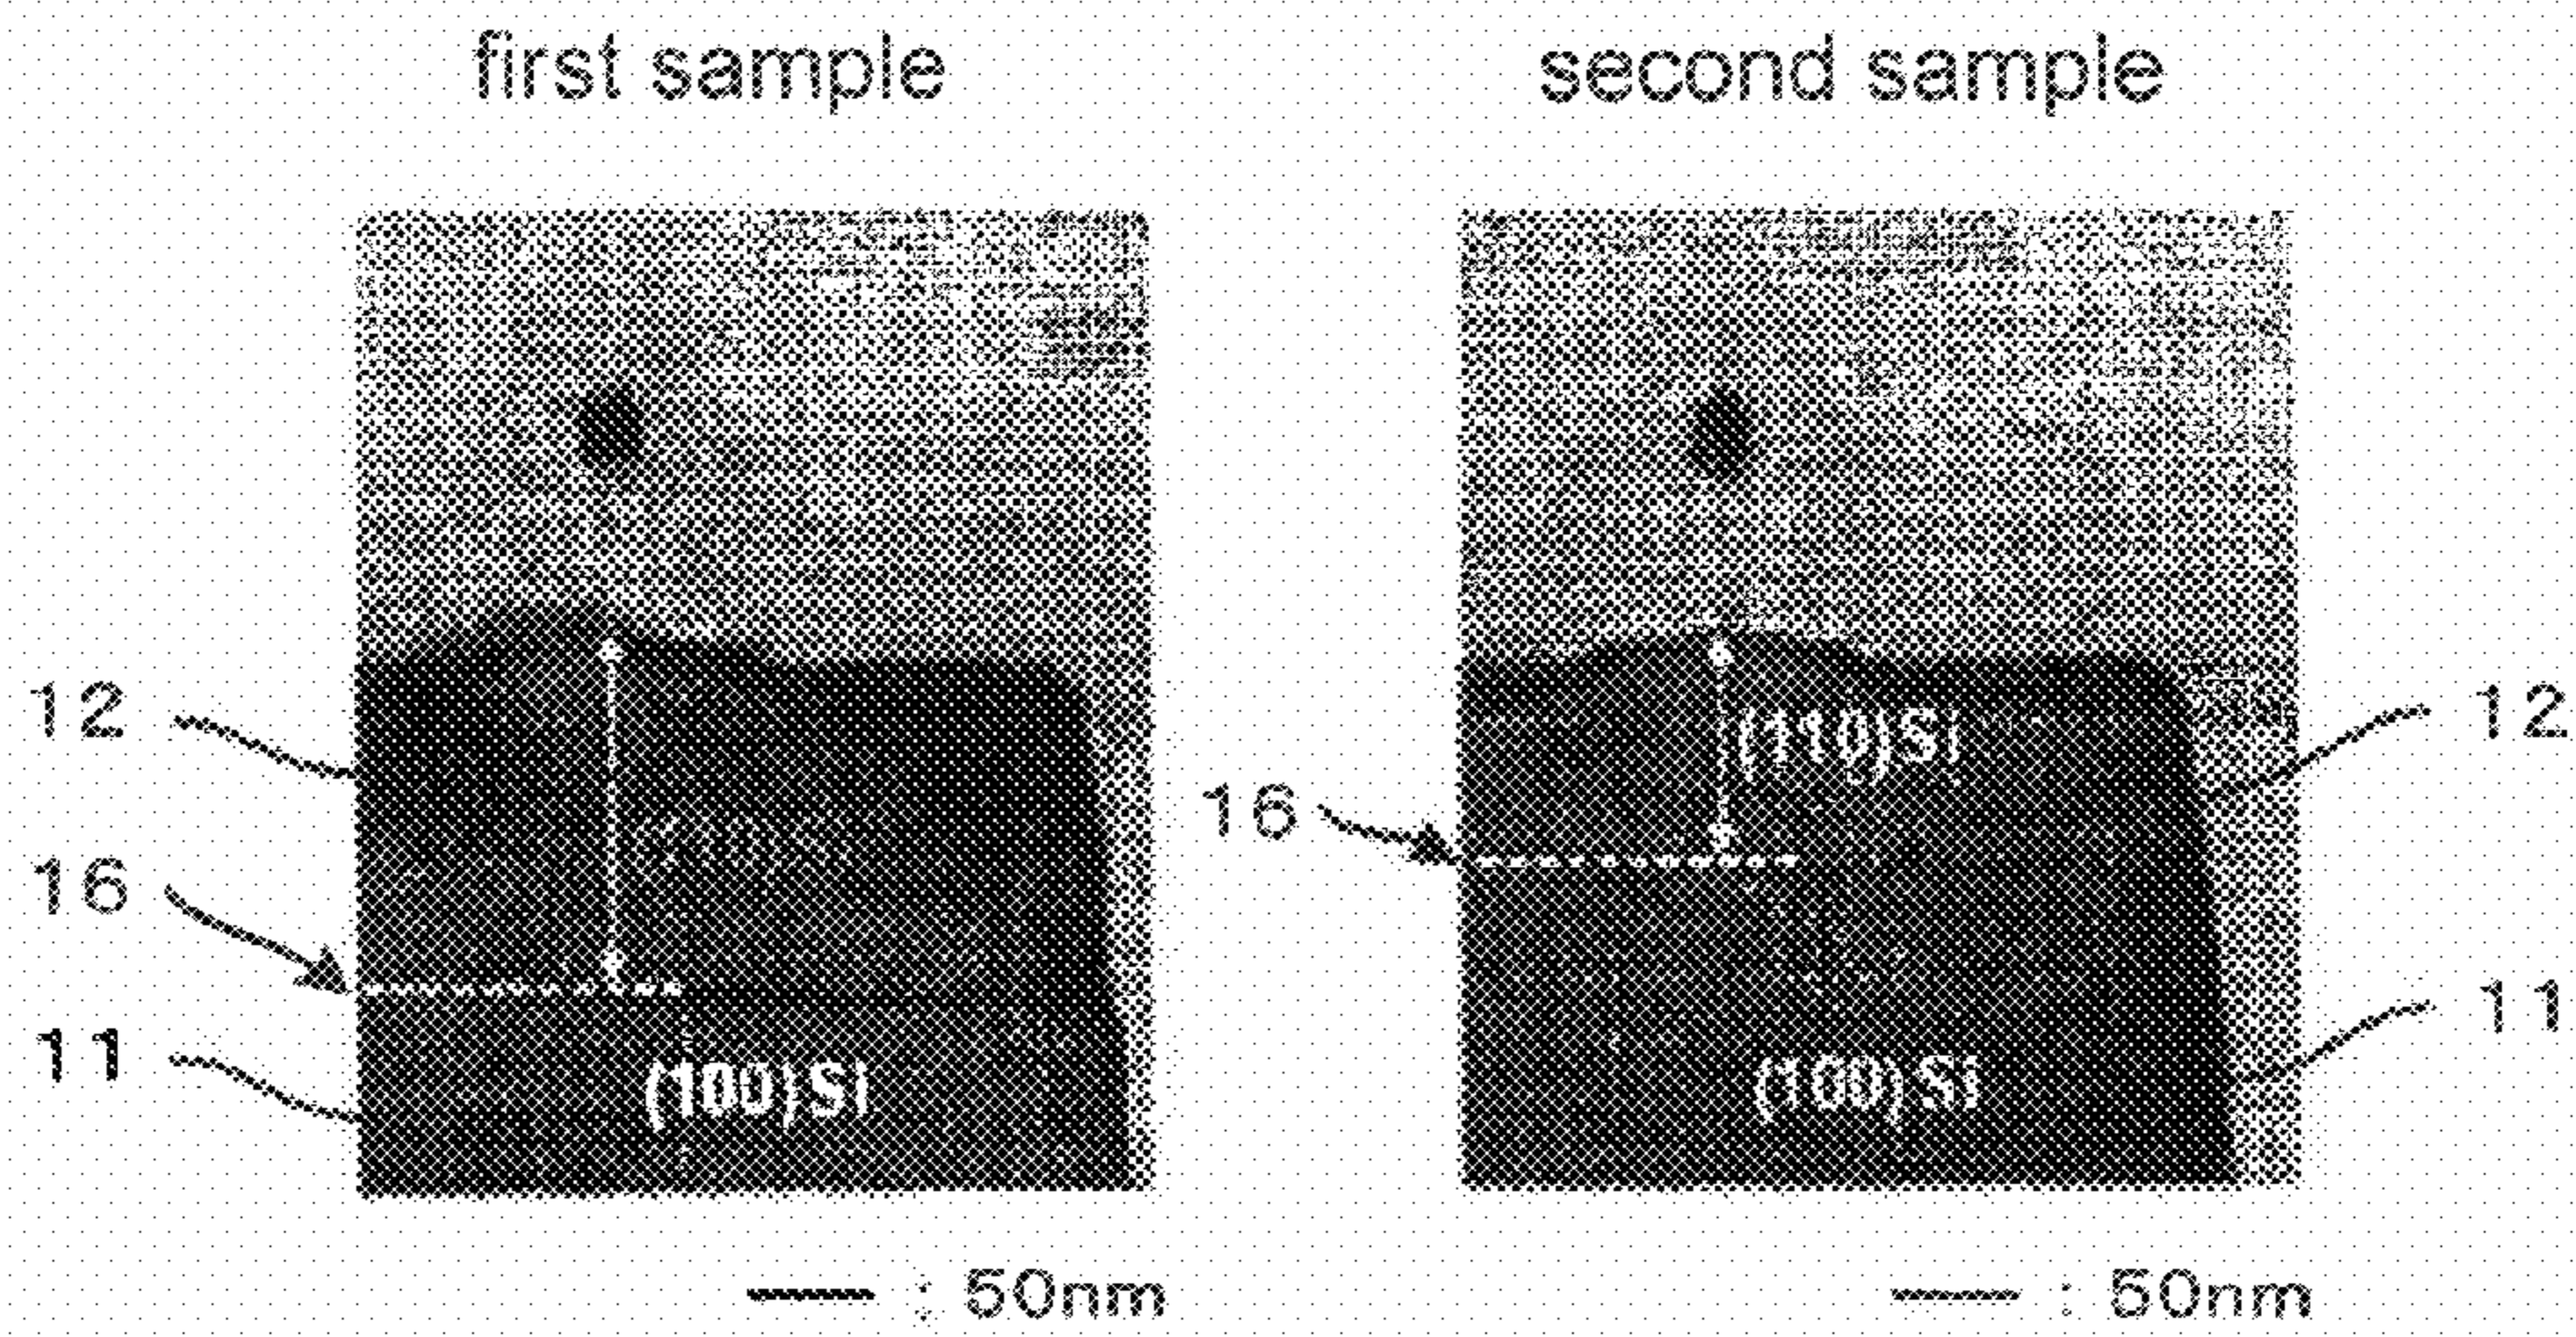 first sample
second sample
12
16
11
(100)Si
: 50nm
16
(110)Si
(100)Si
12
11
: 50nm